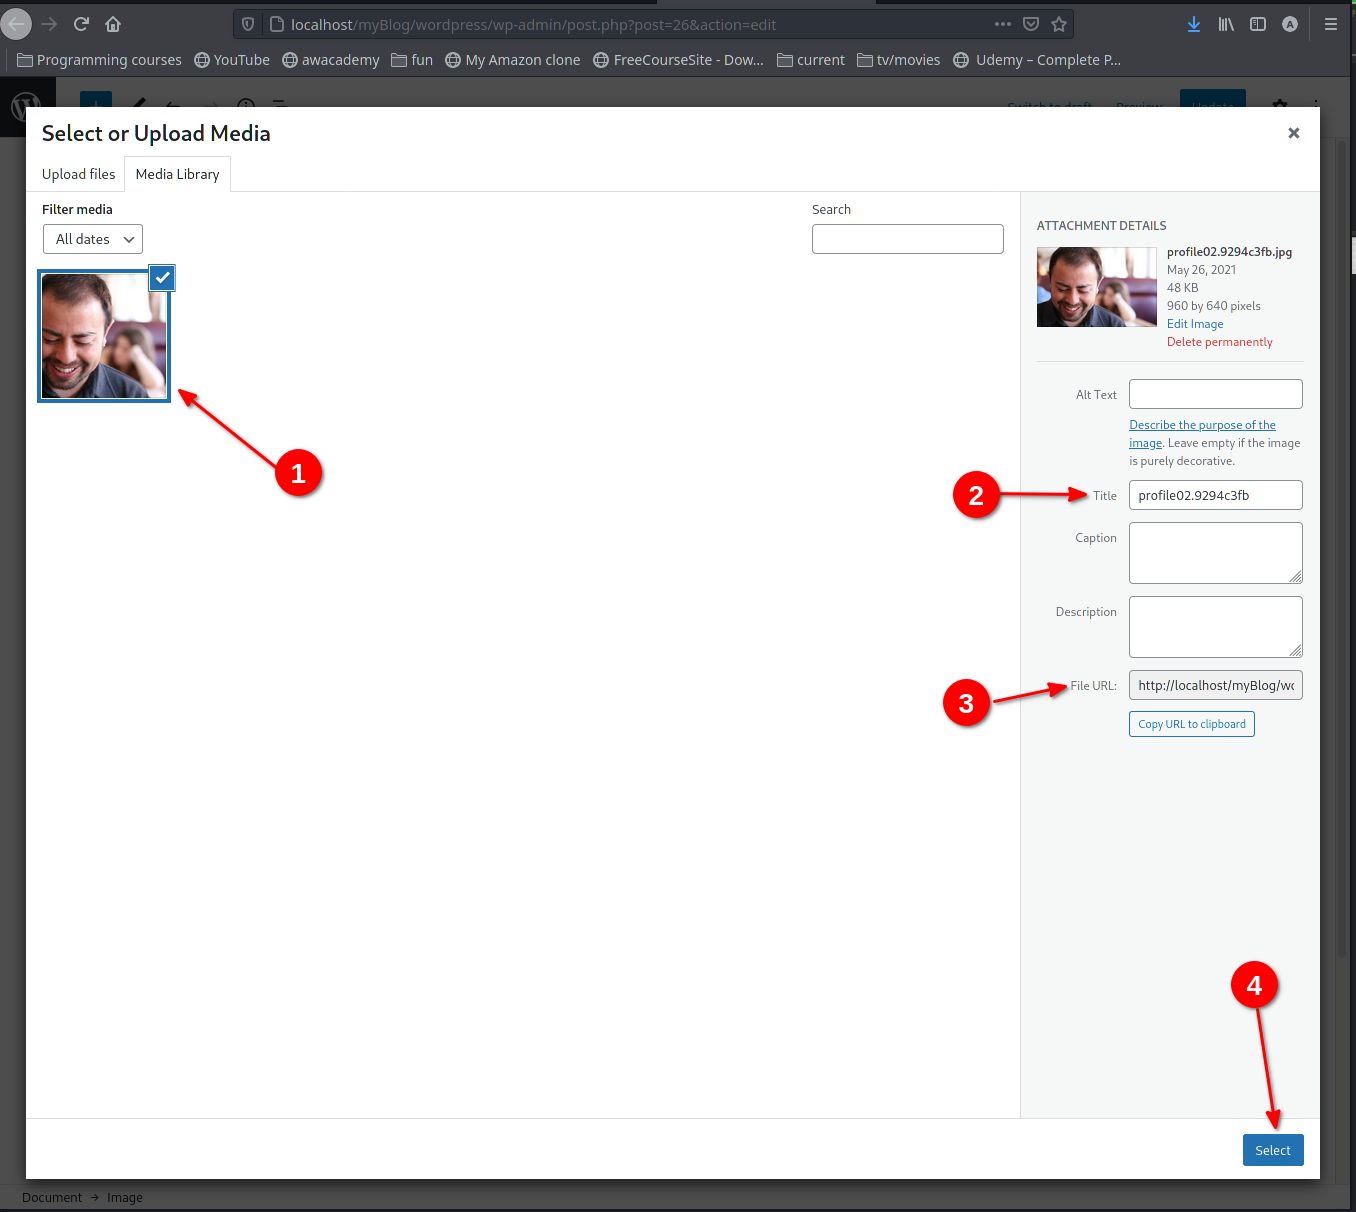 localhost/myBlog/wordpress/wp-admin/post.php?post=26&action=edit
A
Programming courses YouTube awacademy fun My Amazon clone FreeCourseSite - Dow... current tv/movies Udemy – Complete P...
Switch to draft Preview Update
Select or Upload Media
Upload files Media Library
Filter media
All dates
Search
1
ATTACHMENT DETAILS
profile02.9294c3fb.jpg
May 26, 2021
48 KB
960 by 640 pixels
Edit Image
Delete permanently
Alt Text
Describe the purpose of the
image. Leave empty if the image
is purely decorative.
2 Title profile02.9294c3fb
Caption
Description
3 File URL: http://localhost/myBlog/wo
Copy URL to clipboard
4
Select
Document → Image